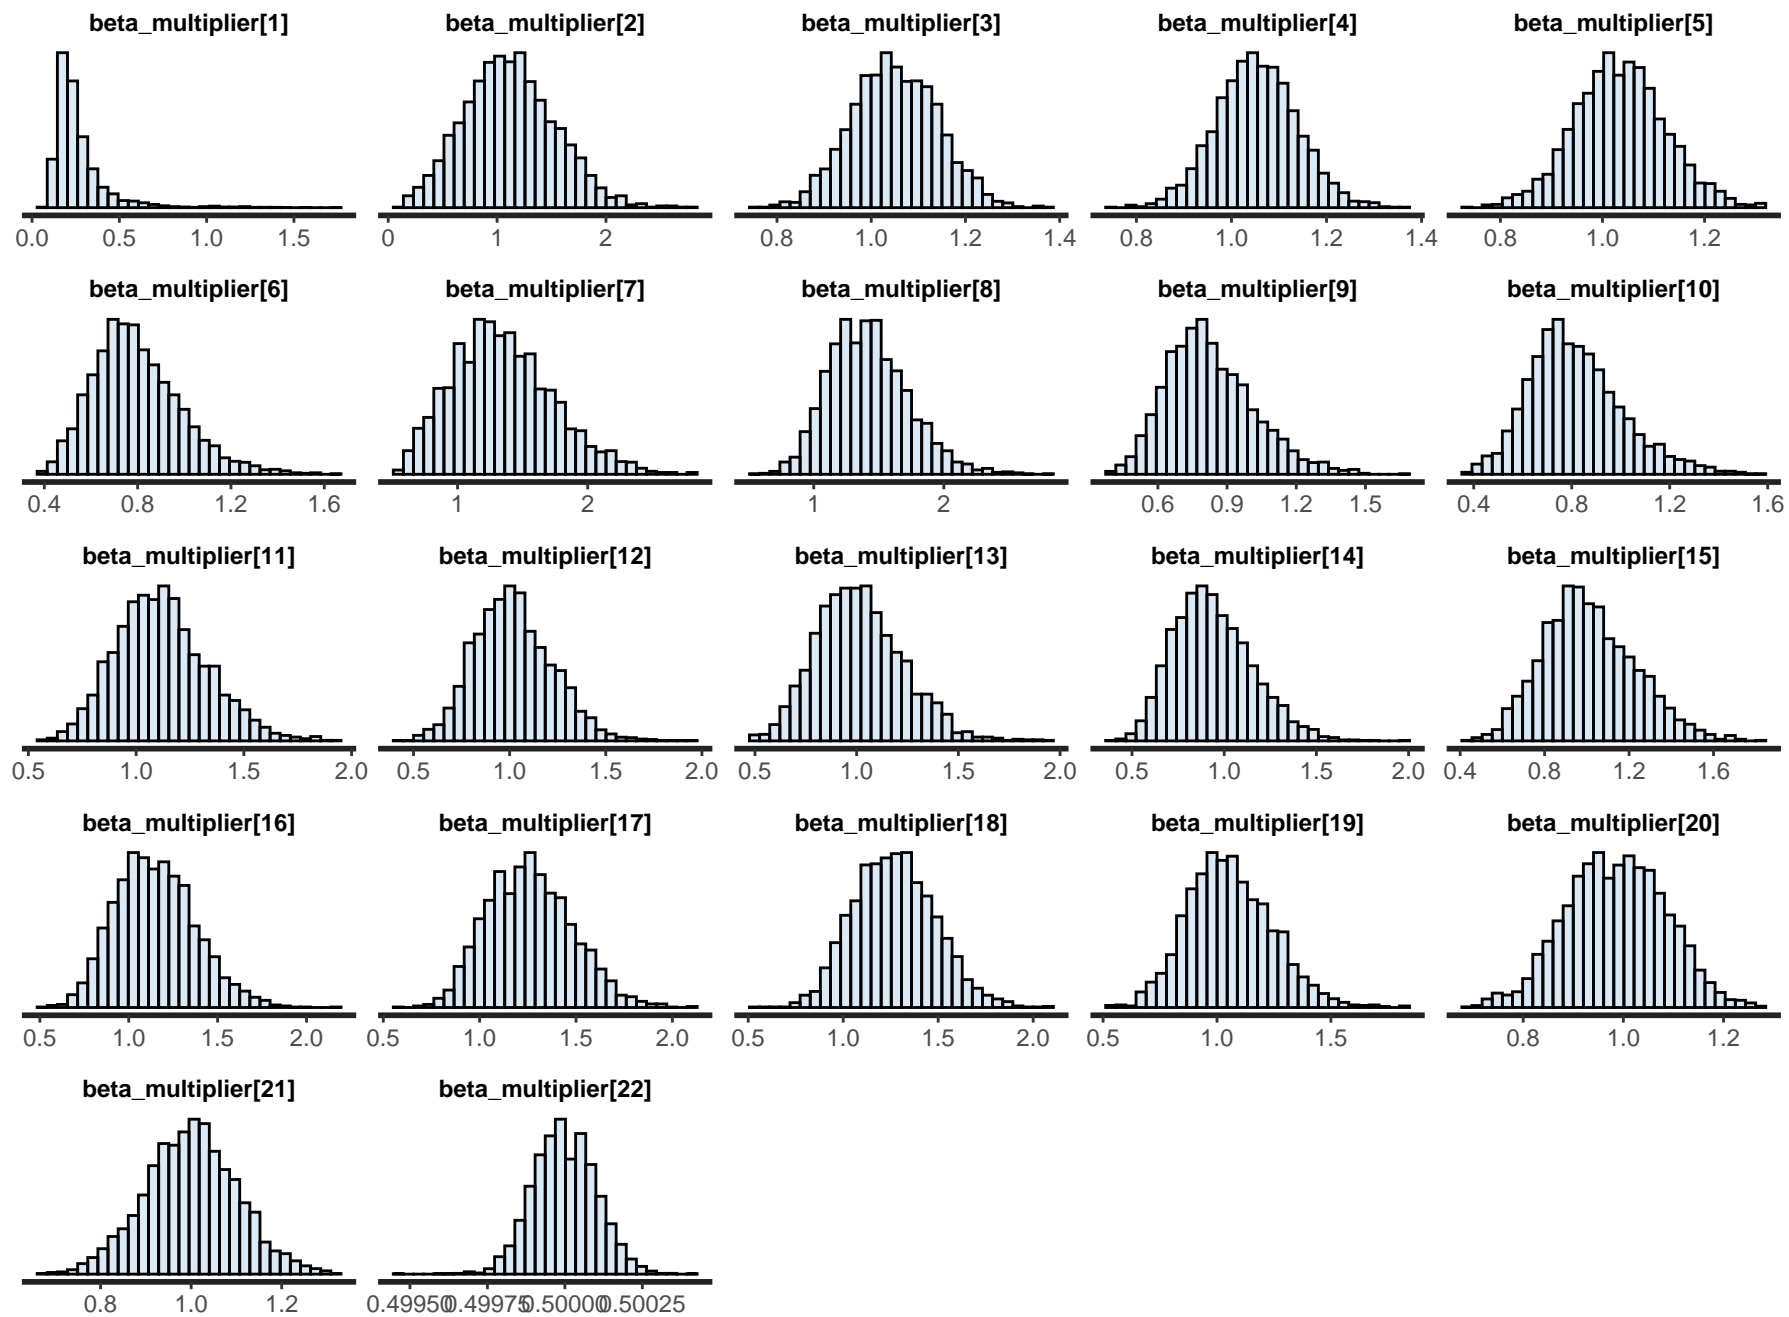 beta_multiplier[1] beta_multiplier[2] beta_multiplier[3] beta_multiplier[4] beta_multiplier[5]
0.0 0.5 1.0 1.5 0 1 2 0.8 1.0 1.2 1.4 0.8 1.0 1.2 1.4 0.8 1.0 1.2
beta_multiplier[6] beta_multiplier[7] beta_multiplier[8] beta_multiplier[9] beta_multiplier[10]
0.4 0.8 1.2 1.6 1 2 1 2 0.6 0.9 1.2 1.5 0.4 0.8 1.2 1.6
beta_multiplier[11] beta_multiplier[12] beta_multiplier[13] beta_multiplier[14] beta_multiplier[15]
0.5 1.0 1.5 2.0 0.5 1.0 1.5 2.0 0.5 1.0 1.5 2.0 0.5 1.0 1.5 2.0 0.4 0.8 1.2 1.6
beta_multiplier[16] beta_multiplier[17] beta_multiplier[18] beta_multiplier[19] beta_multiplier[20]
0.5 1.0 1.5 2.0 0.5 1.0 1.5 2.0 0.5 1.0 1.5 2.0 0.5 1.0 1.5 0.8 1.0 1.2
beta_multiplier[21] beta_multiplier[22]
0.8 1.0 1.2 0.49950 0.49975 0.50000 0.50025